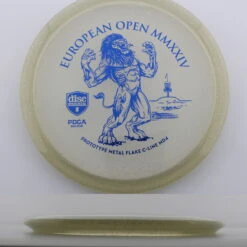 EUROPEAN OPEN MMXXIV
disc
PDGA
PROTOTYPE METAL FLAKE C-LINE MD4